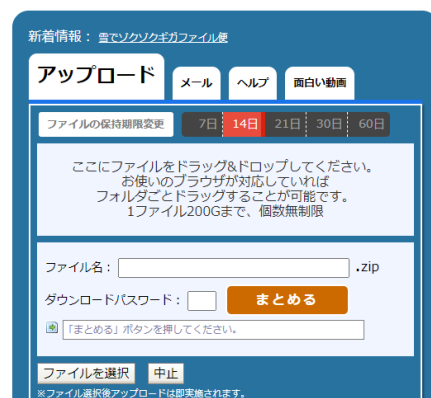 新着情報： 雪でゾクゾクギガファイル便
アップロード メール ヘルプ 面白い動画
ファイルの保持期限変更 7日 14日 21日 30日 60日
ここにファイルをドラッグ&ドロップしてください。
お使いのブラウザが対応していれば
フォルダごとドラッグすることが可能です。
1ファイル200Gまで、個数無制限
ファイル名： .zip
ダウンロードパスワード： まとめる
「まとめる」ボタンを押してください。
ファイルを選択 中止
※ファイル選択後アップロードは即実施されます。